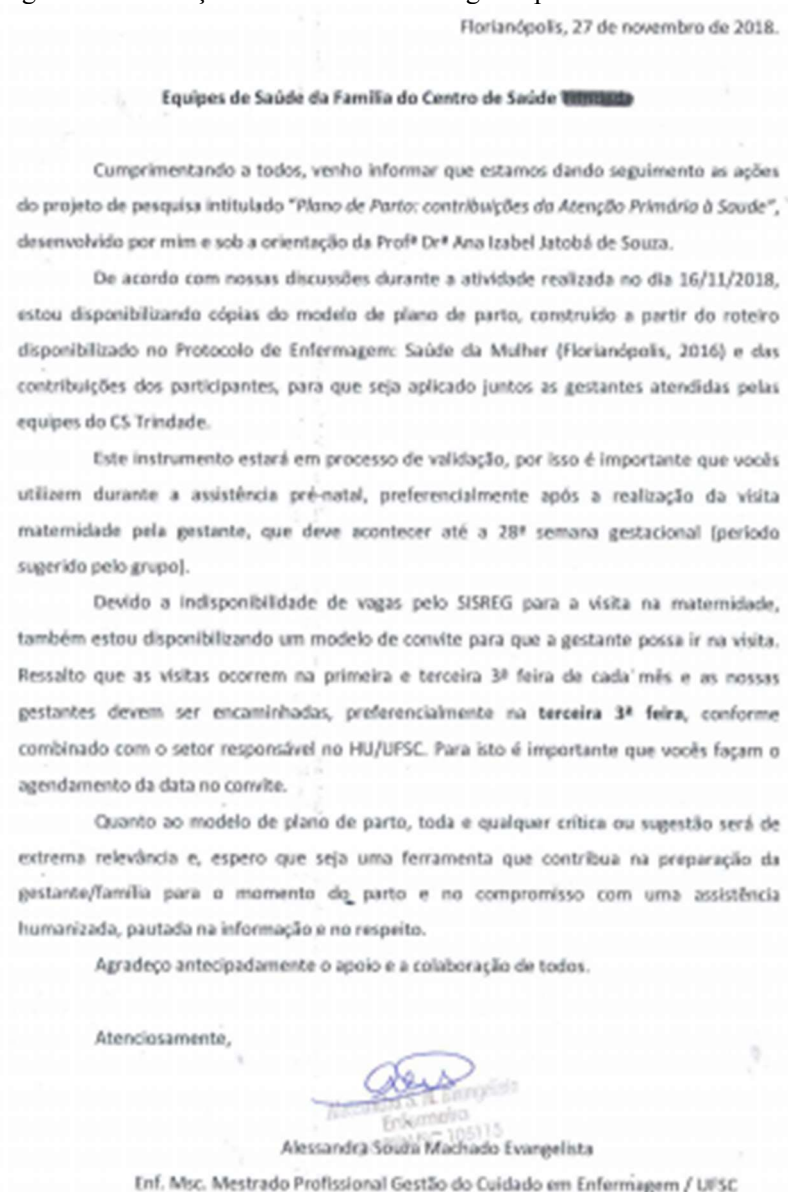 Florianópolis, 27 de novembro de 2018.
Equipes de Saúde da Família do Centro de Saúde
Cumprimentando a todos, venho informar que estamos dando seguimento as ações
do projeto de pesquisa intitulado "Plano de Parto: contribuições da Atenção Primária à Saude",
desenvolvido por mim e sob a orientação da Profª Drª Ana Izabel Jatobá de Souza.
De acordo com nossas discussões durante a atividade realizada no dia 16/11/2018,
estou disponibilizando cópias do modelo de plano de parto, construído a partir do roteiro
disponibilizado no Protocolo de Enfermagem: Saúde da Mulher (Florianópolis, 2016) e das
contribuições dos participantes, para que seja aplicado juntos as gestantes atendidas pelas
equipes do CS Trindade.
Este instrumento estará em processo de validação, por isso é importante que vocês
utilizem durante a assistência pré-natal, preferencialmente após a realização da visita
maternidade pela gestante, que deve acontecer até a 28ª semana gestacional (período
sugerido pelo grupo).
Devido a indisponibilidade de vagas pelo SISREG para a visita na maternidade,
também estou disponibilizando um modelo de convite para que a gestante possa ir na visita.
Ressalto que as visitas ocorrem na primeira e terceira 3ª feira de cada mês e as nossas
gestantes devem ser encaminhadas, preferencialmente na terceira 3ª feira, conforme
combinado com o setor responsável no HU/UFSC. Para isto é importante que vocês façam o
agendamento da data no convite.
Quanto ao modelo de plano de parto, toda e qualquer crítica ou sugestão será de
extrema relevância e, espero que seja uma ferramenta que contribua na preparação da
gestante/família para o momento do parto e no compromisso com uma assistência
humanizada, pautada na informação e no respeito.
Agradeço antecipadamente o apoio e a colaboração de todos.
Atenciosamente,
Evangelista
Enfermeira
105115
Alessandra Souza Machado Evangelista
Enf. Msc. Mestrado Profissional Gestão do Cuidado em Enfermagem / UFSC